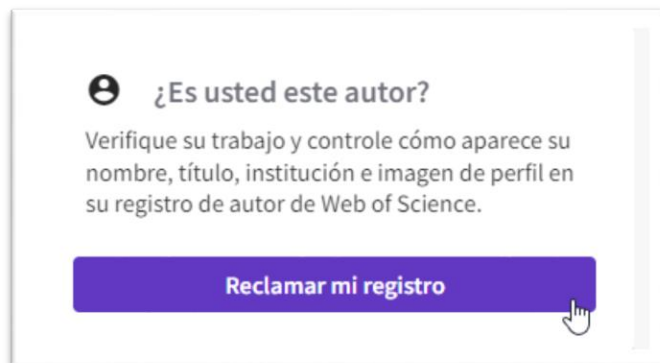 ¿Es usted este autor?
Verifique su trabajo y controle cómo aparece su
nombre, título, institución e imagen de perfil en
su registro de autor de Web of Science.
Reclamar mi registro